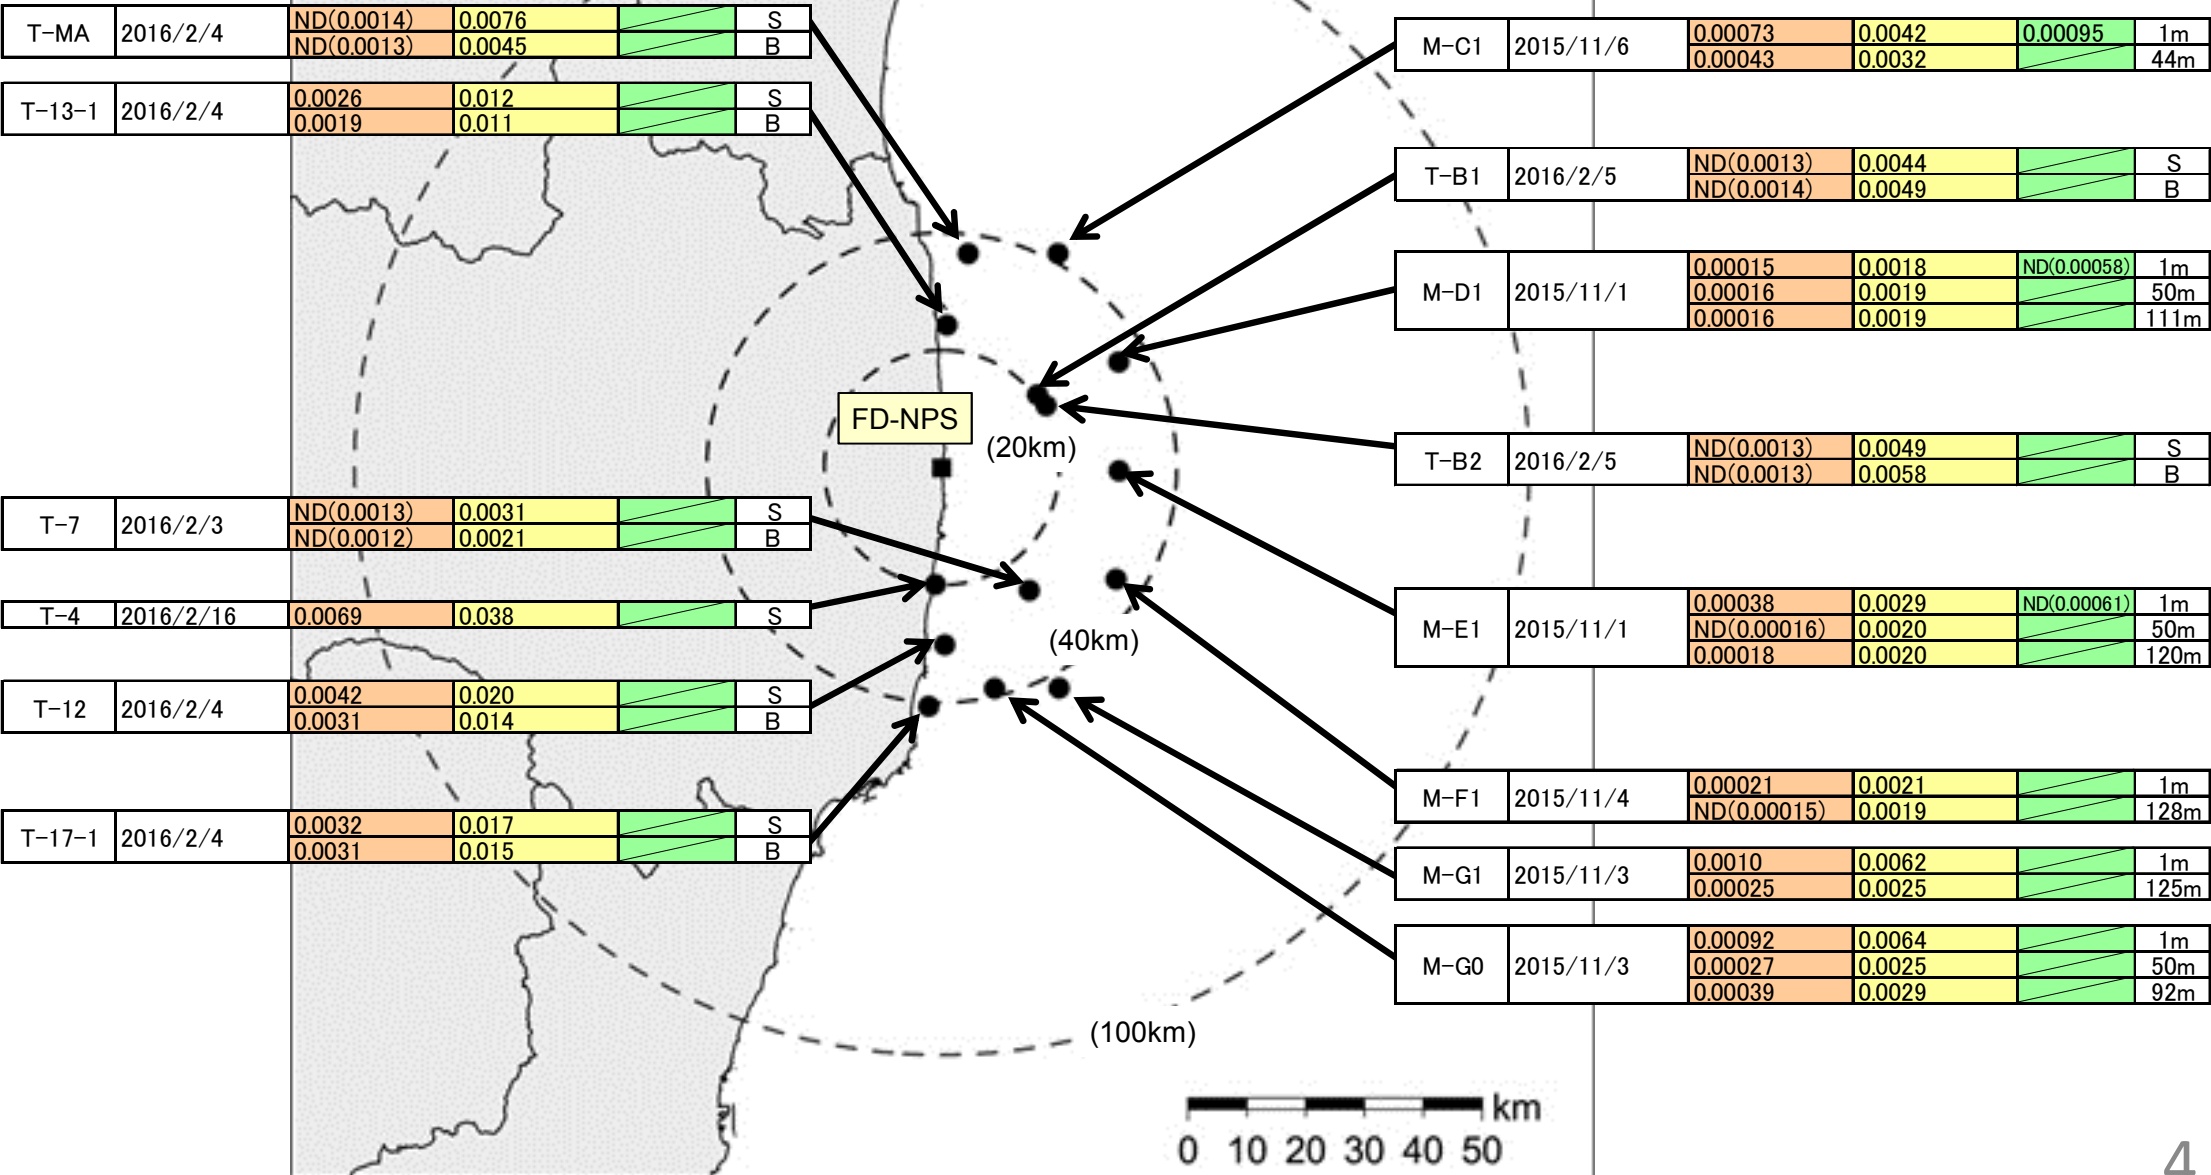 T-MA 2016/2/4 ND(0.0014) 0.0076 S
ND(0.0013) 0.0045 B
T-13-1 2016/2/4 0.0026 0.012 S
0.0019 0.011 B
T-7 2016/2/3 ND(0.0013) 0.0031 S
ND(0.0012) 0.0021 B
T-4 2016/2/16 0.0069 0.038 S
T-12 2016/2/4 0.0042 0.020 S
0.0031 0.014 B
T-17-1 2016/2/4 0.0032 0.017 S
0.0031 0.015 B
FD-NPS
(20km)
(40km)
(100km)
M-C1 2015/11/6 0.00073 0.0042 0.00095 1m
0.00043 0.0032 44m
T-B1 2016/2/5 ND(0.0013) 0.0044 S
ND(0.0014) 0.0049 B
M-D1 2015/11/1 0.00015 0.0018 ND(0.00058) 1m
0.00016 0.0019 50m
0.00016 0.0019 111m
T-B2 2016/2/5 ND(0.0013) 0.0049 S
ND(0.0013) 0.0058 B
M-E1 2015/11/1 0.00038 0.0029 ND(0.00061) 1m
ND(0.00016) 0.0020 50m
0.00018 0.0020 120m
M-F1 2015/11/4 0.00021 0.0021 1m
ND(0.00015) 0.0019 128m
M-G1 2015/11/3 0.0010 0.0062 1m
0.00025 0.0025 125m
M-G0 2015/11/3 0.00092 0.0064 1m
0.00027 0.0025 50m
0.00039 0.0029 92m
km
0 10 20 30 40 50
4